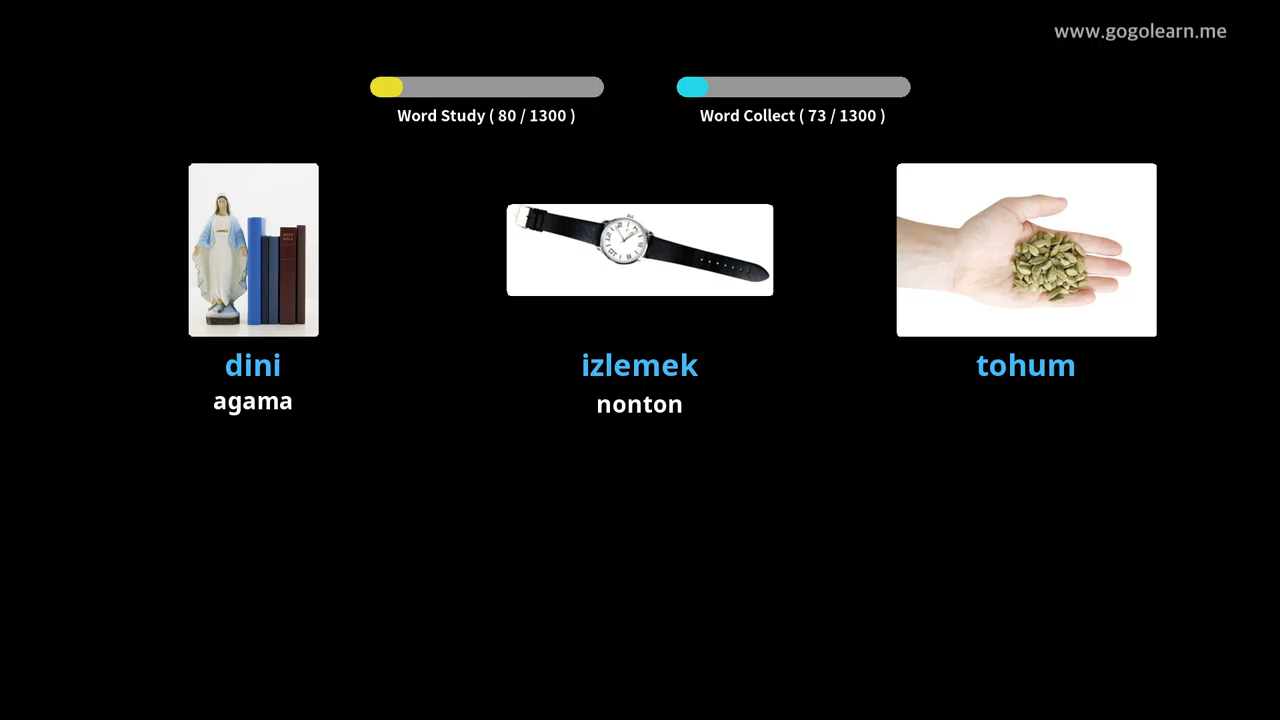 www.gogolearn.me
Word Study ( 80 / 1300 )
Word Collect ( 73 / 1300 )
dini
izlemek
tohum
agama
nonton